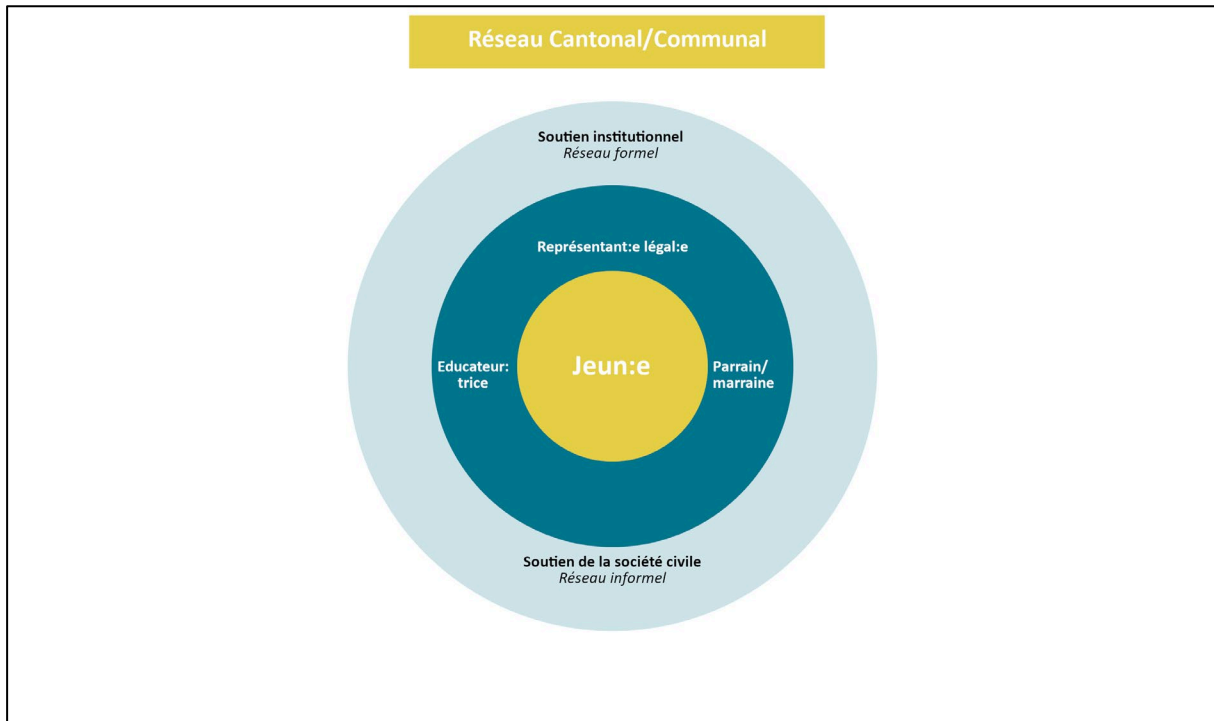 Réseau Cantonal/Communal
Soutien institutionnel
Réseau formel
Représentant:e légal:e
Educateur:
trice
Jeun:e
Parrain/
marraine
Soutien de la société civile
Réseau informel